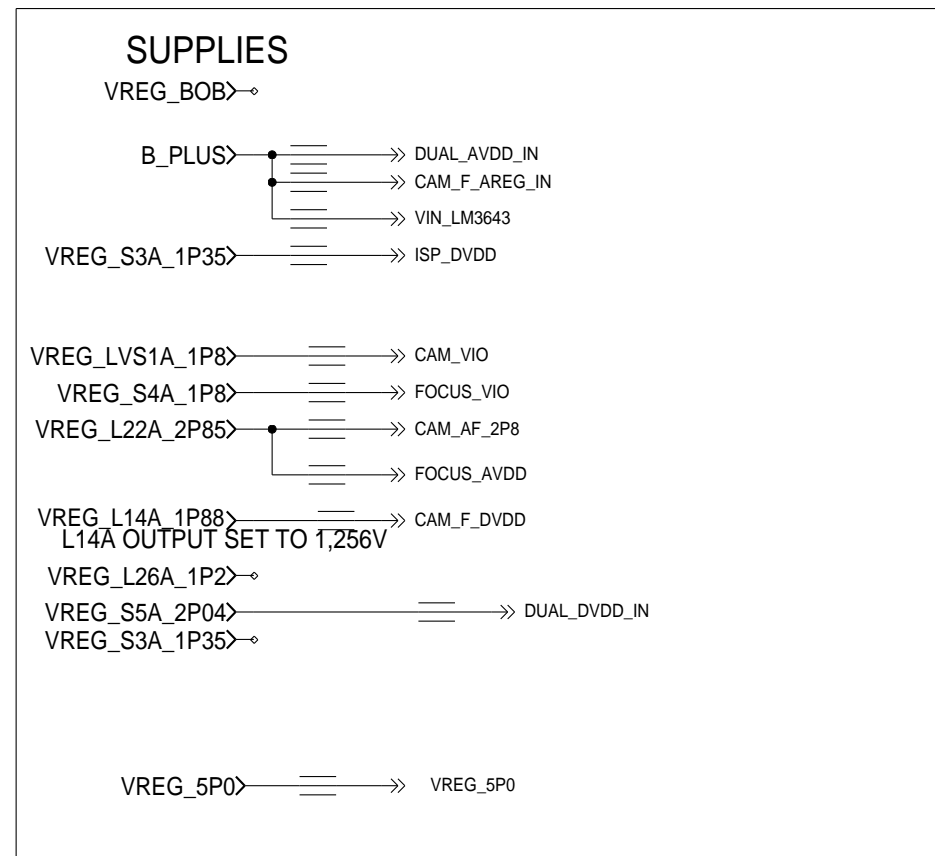 SUPPLIES
VREG_BOB
B_PLUS DUAL_AVDD_IN
CAM_F_AREG_IN
VIN_LM3643
VREG_S3A_1P35 ISP_DVDD
VREG_LVS1A_1P8 CAM_VIO
VREG_S4A_1P8 FOCUS_VIO
VREG_L22A_2P85 CAM_AF_2P8
FOCUS_AVDD
VREG_L14A_1P88 CAM_F_DVDD
L14A OUTPUT SET TO 1,256V
VREG_L26A_1P2
VREG_S5A_2P04 DUAL_DVDD_IN
VREG_S3A_1P35
VREG_5P0 VREG_5P0